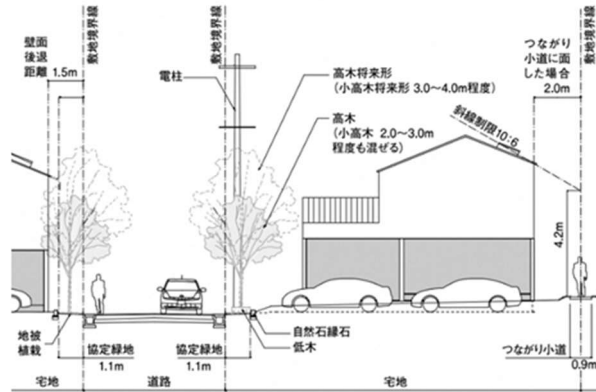 壁面
後退
距離
1.5m
敷地境界線
敷地境界線
電柱
高木将来形
(小高木将来形 3.0〜4.0m程度)
高木
(小高木 2.0〜3.0m
程度も混ぜる)
つながり
小道に面
した場合
2.0m
敷地境界線
斜線制限10:6
4.2m
自然石縁石
低木
地被
植栽
協定緑地
1.1m
協定緑地
1.1m
つながり小道
0.9m
宅地
道路
宅地